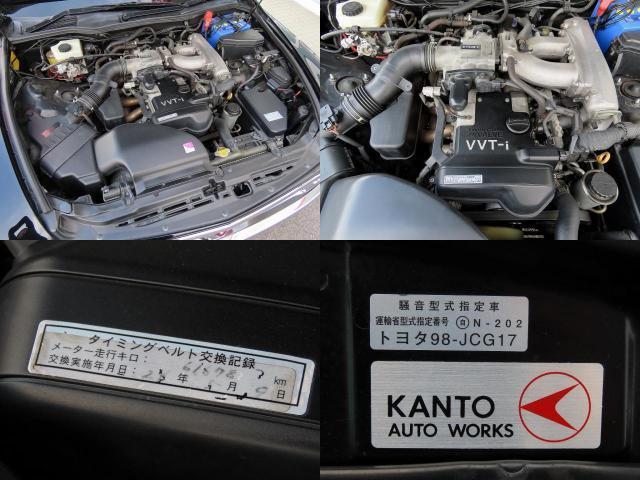 VVT-i
VVT-i
タイミングベルト交換記録
メーター走行キロ： km
交換実施年月日： 年 月 日
騒音型式指定車
運輸省型式指定番号 自 N-202
トヨタ98-JCG17
KANTO
AUTO WORKS